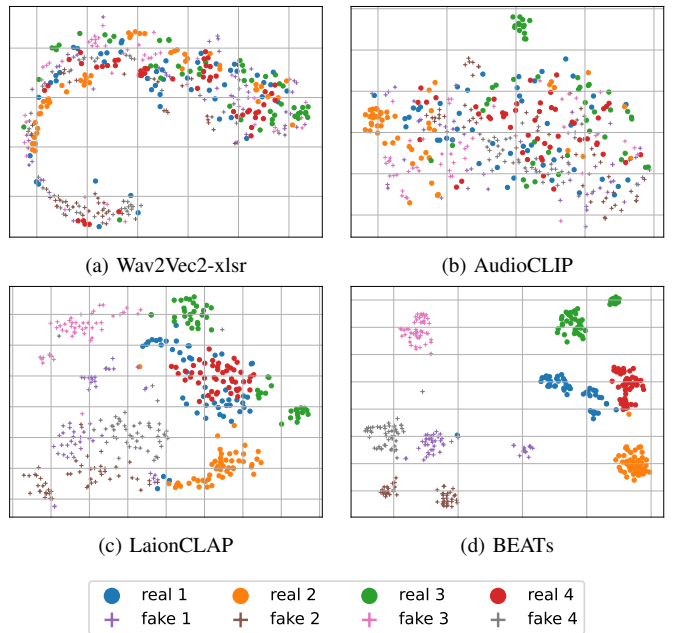 (a) Wav2Vec2-xlsr
(b) AudioCLIP
(c) LaionCLAP
(d) BEATs
real 1 real 2 real 3 real 4
fake 1 fake 2 fake 3 fake 4